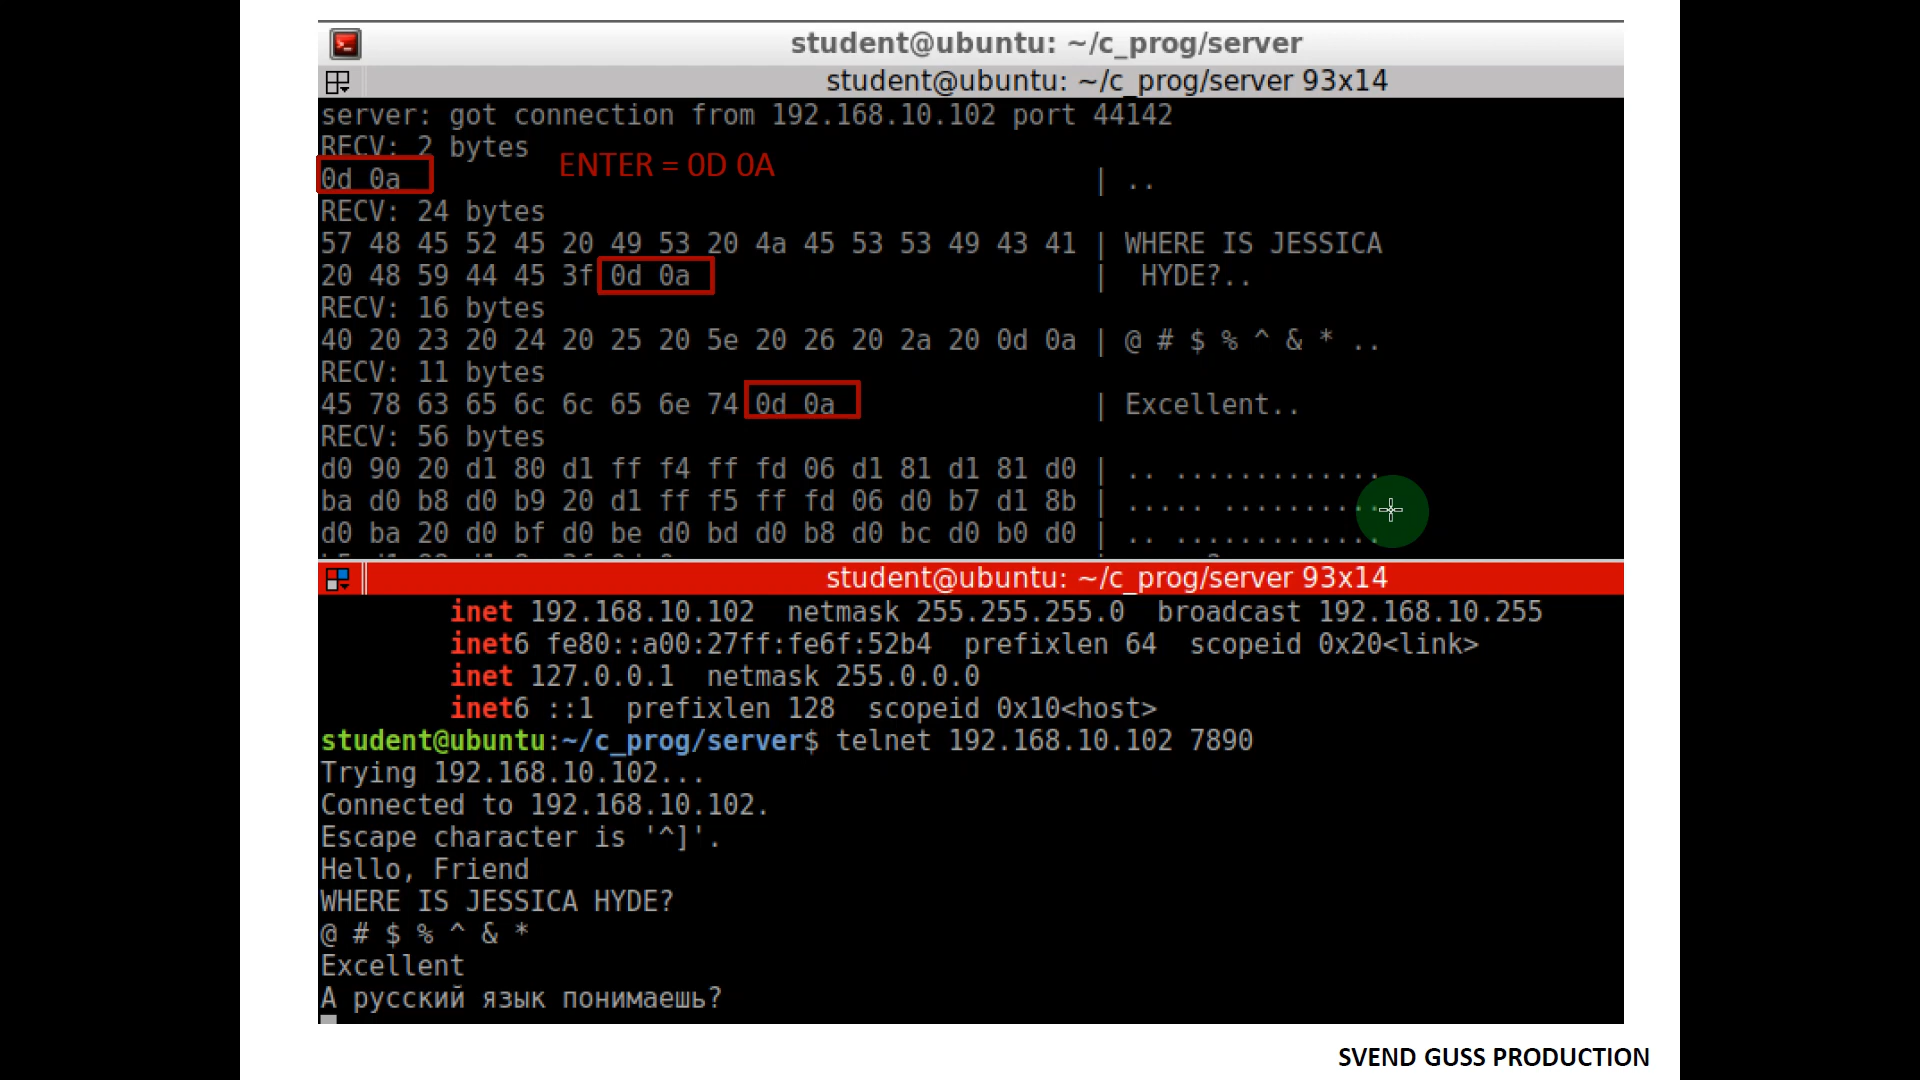 student@ubuntu: ~/c_prog/server
student@ubuntu: ~/c_prog/server 93x14
server: got connection from 192.168.10.102 port 44142
RECV: 2 bytes
ENTER = 0D 0A
0d 0a | ..
RECV: 24 bytes
57 48 45 52 45 20 49 53 20 4a 45 53 53 49 43 41 | WHERE IS JESSICA
20 48 59 44 45 3f 0d 0a | HYDE?..
RECV: 16 bytes
40 20 23 20 24 20 25 20 5e 20 26 20 2a 20 0d 0a | @ # $ % ^ & * ..
RECV: 11 bytes
45 78 63 65 6c 6c 65 6e 74 0d 0a | Excellent..
RECV: 56 bytes
d0 90 20 d1 80 d1 ff f4 ff fd 06 d1 81 d1 81 d0 | .. .............
ba d0 b8 d0 b9 20 d1 ff f5 ff fd 06 d0 b7 d1 8b | ..... ..........
d0 ba 20 d0 bf d0 be d0 bd d0 b8 d0 bc d0 b0 d0 | .. .............
student@ubuntu: ~/c_prog/server 93x14
inet 192.168.10.102 netmask 255.255.255.0 broadcast 192.168.10.255
inet6 fe80::a00:27ff:fe6f:52b4 prefixlen 64 scopeid 0x20<link>
inet 127.0.0.1 netmask 255.0.0.0
inet6 ::1 prefixlen 128 scopeid 0x10<host>
student@ubuntu:~/c_prog/server$ telnet 192.168.10.102 7890
Trying 192.168.10.102...
Connected to 192.168.10.102.
Escape character is '^]'.
Hello, Friend
WHERE IS JESSICA HYDE?
@ # $ % ^ & *
Excellent
А русский язык понимаешь?
SVEND GUSS PRODUCTION